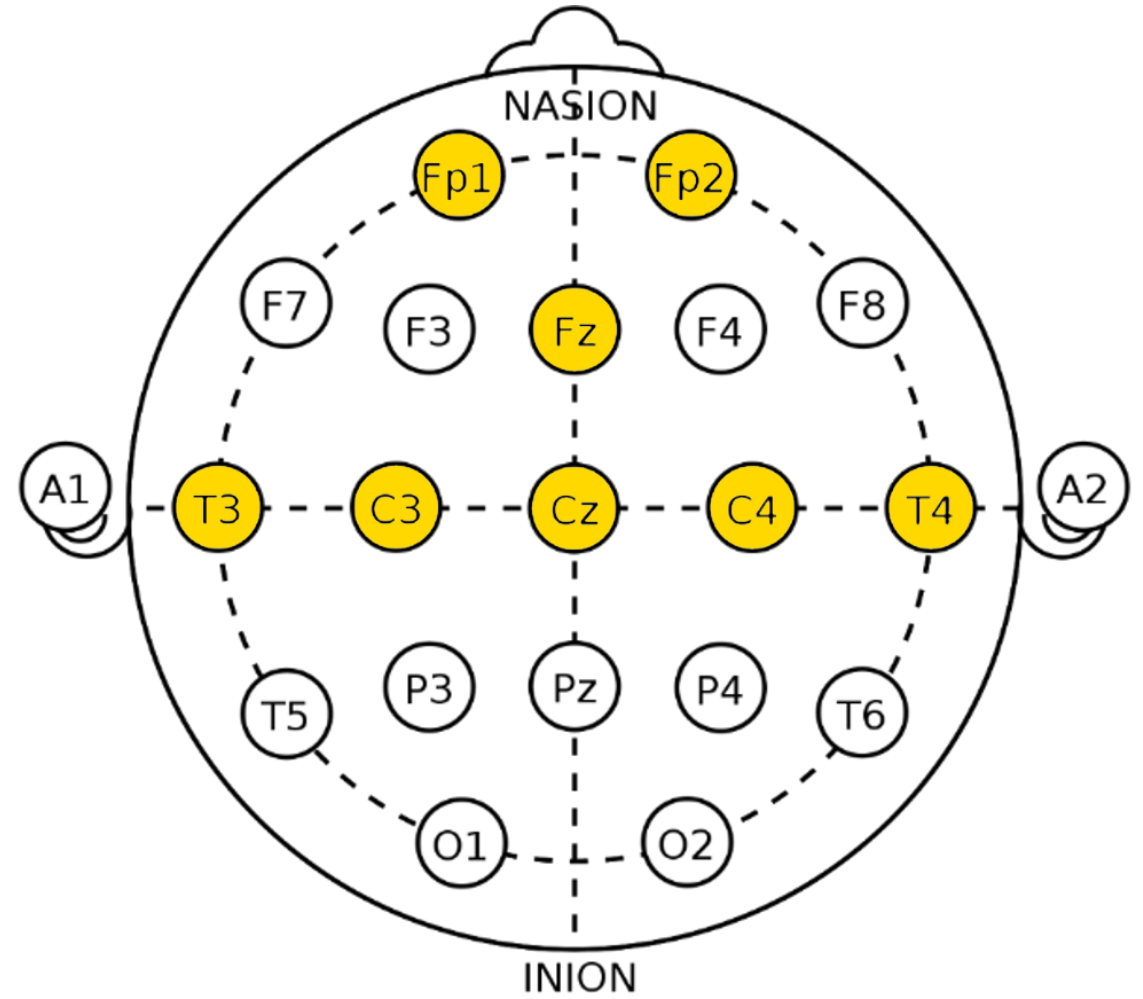 NASION
Fp1 Fp2
F7 F3 Fz F4 F8
A1 T3 C3 Cz C4 T4 A2
T5 P3 Pz P4 T6
O1 O2
INION